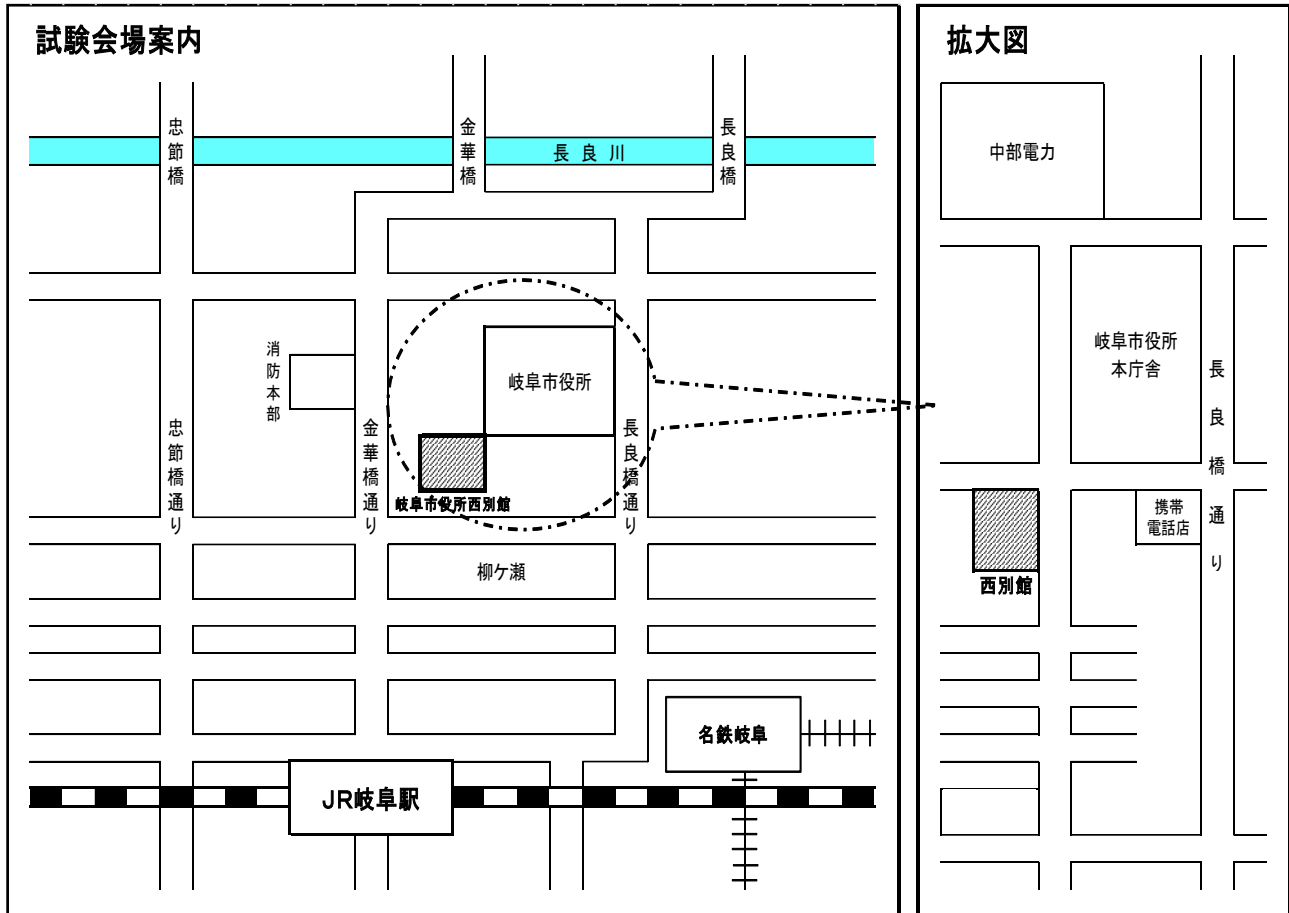 試験会場案内
忠節橋
金華橋
長良川
長良橋
消防本部
岐阜市役所
忠節橋通り
金華橋通り
長良橋通り
岐阜市役所西別館
柳ケ瀬
名鉄岐阜
JR岐阜駅
拡大図
中部電力
岐阜市役所
本庁舎
長良橋通り
携帯
電話店
西別館